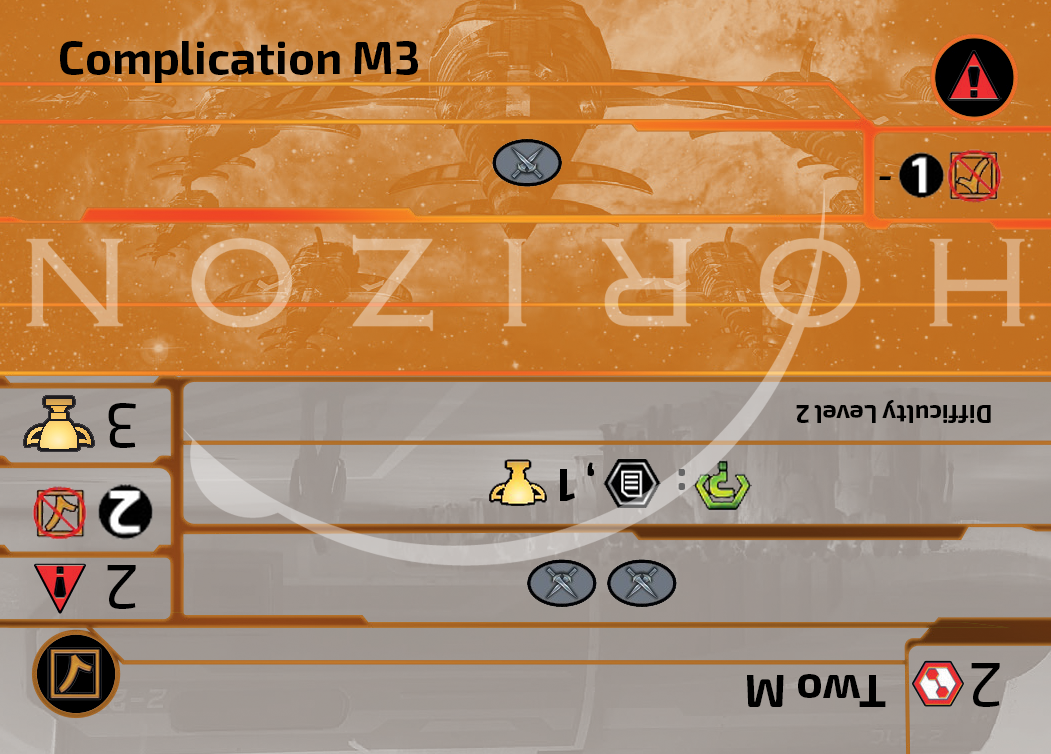 Complication M3
- 1
HORIZON
2
Two M
2
2
3
: , 1
Difficulty Level 2